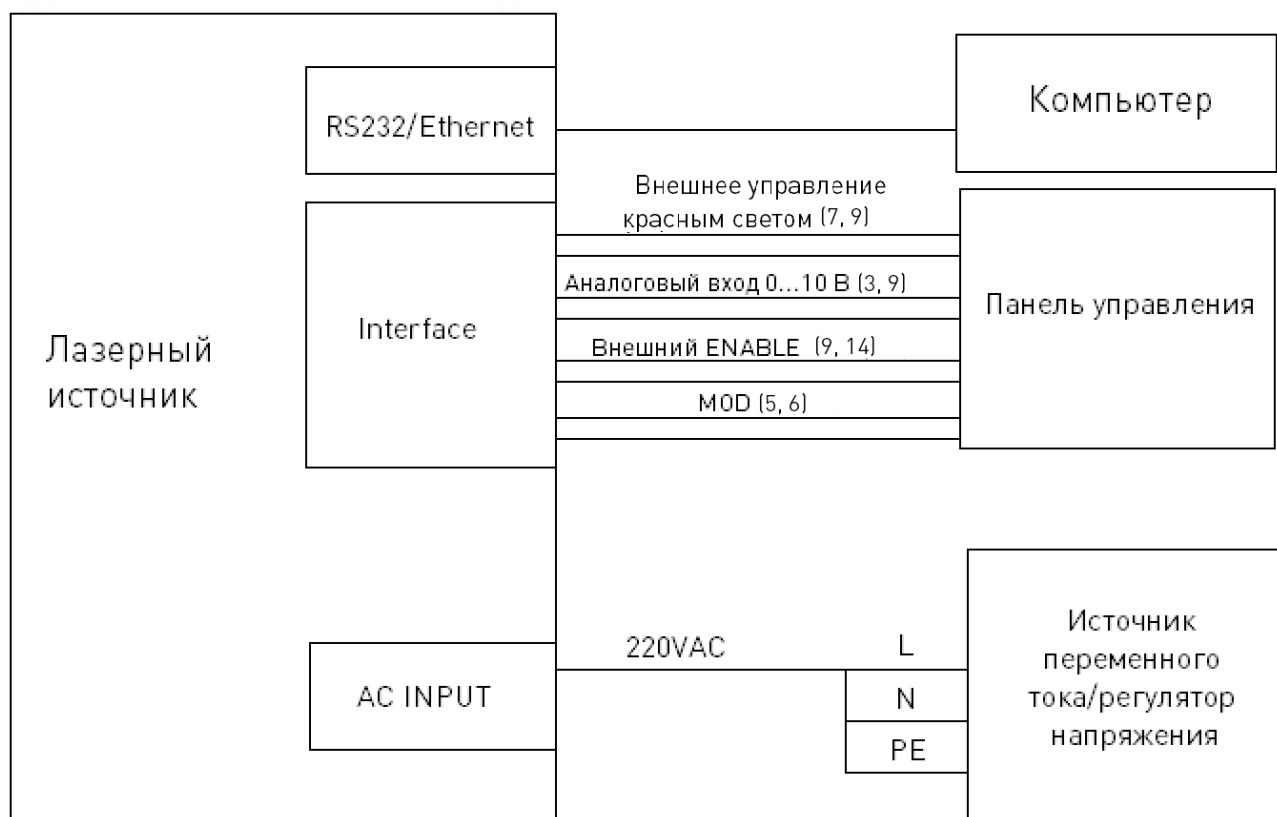 RS232/Ethernet
Компьютер
Внешнее управление
красным светом (7, 9)
Аналоговый вход 0...10 В (3, 9)
Interface
Панель управления
Внешний ENABLE (9, 14)
MOD (5, 6)
Лазерный
источник
AC INPUT
220VAC
L
N
PE
Источник
переменного
тока/регулятор
напряжения